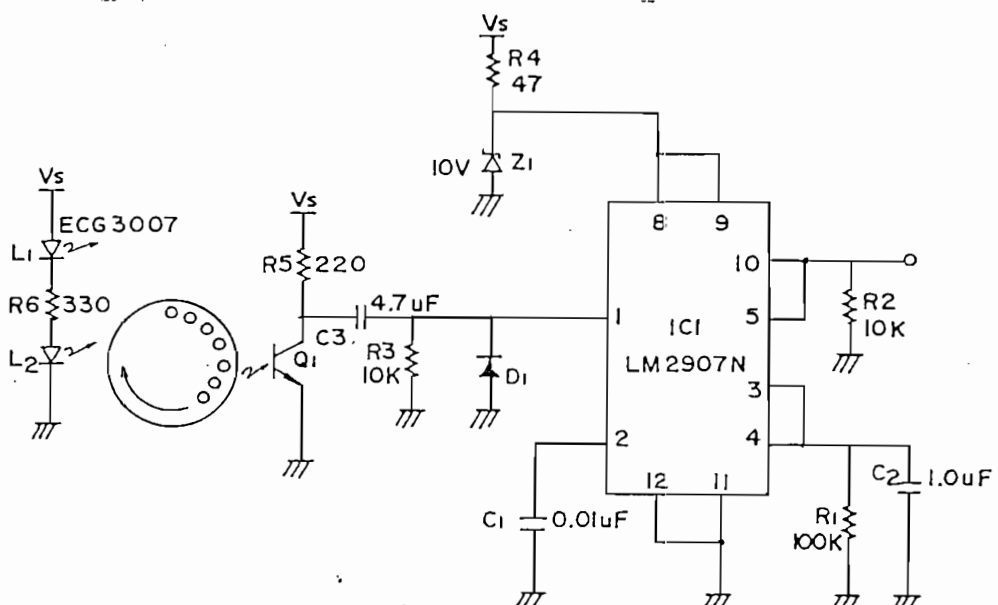 Vs
R4
47
10V Z1
Vs
ECG3007
L1
R6 330
L2
Vs
R5 220
4.7uF
C3
Q1
R3
10K
D1
8 9
10
5
1
IC1
LM2907N
3
2
4
12 11
R2
10K
C1 0.01uF
C2 1.0uF
R1
100K